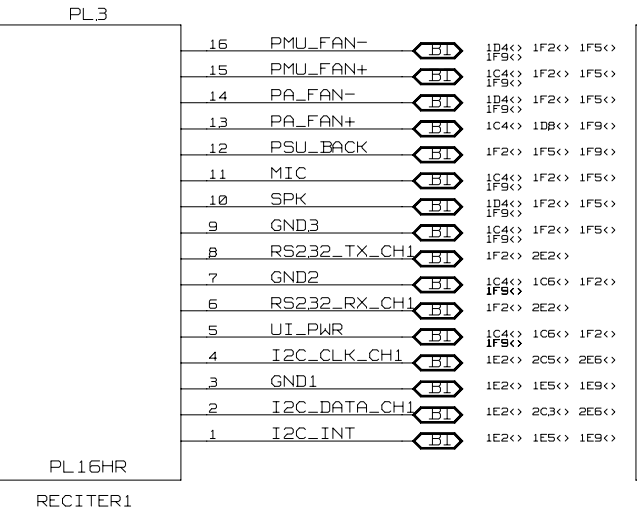 PL3
16 PMU_FAN- BI 1D4<> 1F2<> 1F5<>
1F9<>
15 PMU_FAN+ BI 1C4<> 1F2<> 1F5<>
1F9<>
14 PA_FAN- BI 1D4<> 1F2<> 1F5<>
1F9<>
13 PA_FAN+ BI 1C4<> 1D8<> 1F9<>
12 PSU_BACK BI 1F2<> 1F5<> 1F9<>
11 MIC BI 1C4<> 1F2<> 1F5<>
1F9<>
10 SPK BI 1D4<> 1F2<> 1F5<>
1F9<>
9 GND3 BI 1C4<> 1F2<> 1F5<>
1F9<>
8 RS232_TX_CH1 BI 1F2<> 2E2<>
7 GND2 BI 1C4<> 1C6<> 1F2<>
1F9<>
6 RS232_RX_CH1 BI 1F2<> 2E2<>
5 UI_PWR BI 1C4<> 1C6<> 1F2<>
1F9<>
4 I2C_CLK_CH1 BI 1E2<> 2C5<> 2E6<>
3 GND1 BI 1E2<> 1E5<> 1E9<>
2 I2C_DATA_CH1 BI 1E2<> 2C3<> 2E6<>
1 I2C_INT BI 1E2<> 1E5<> 1E9<>
PL16HR
RECITER1